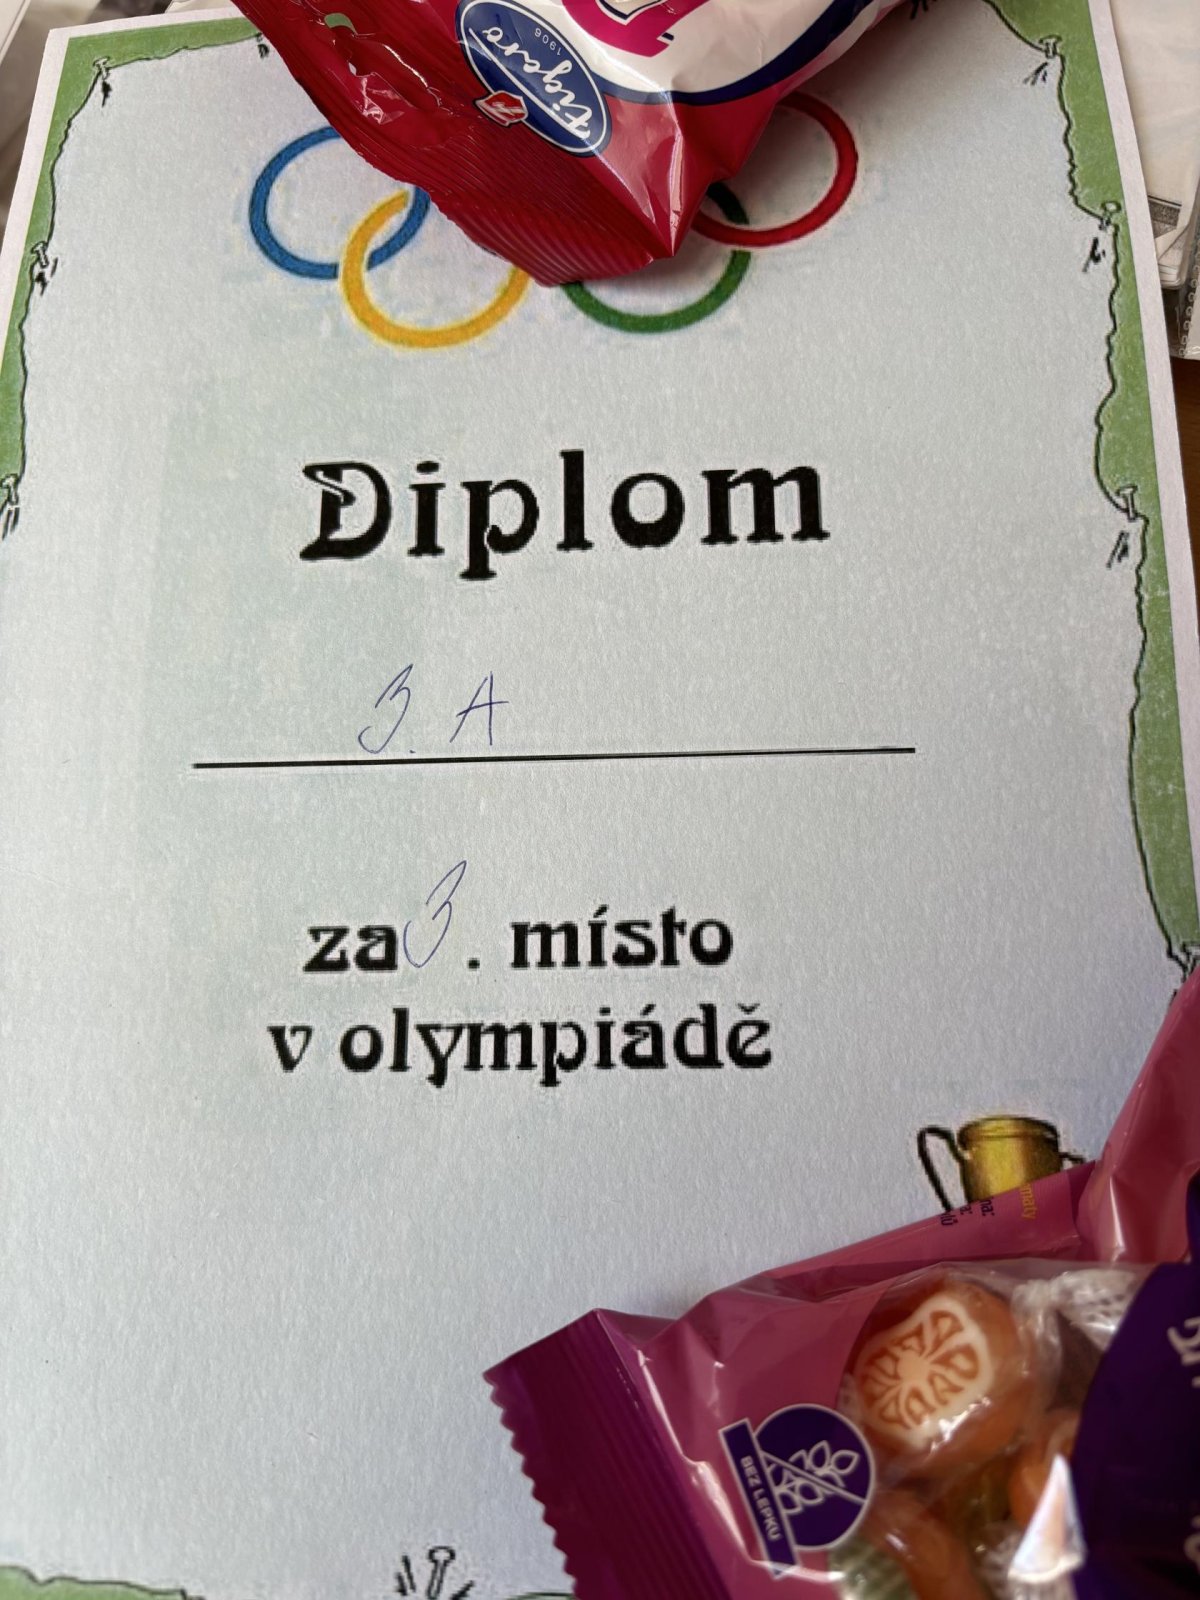 Figaro
1906
Diplom
3. A
za 3. místo
v olympiádě
BEZ LEPKU